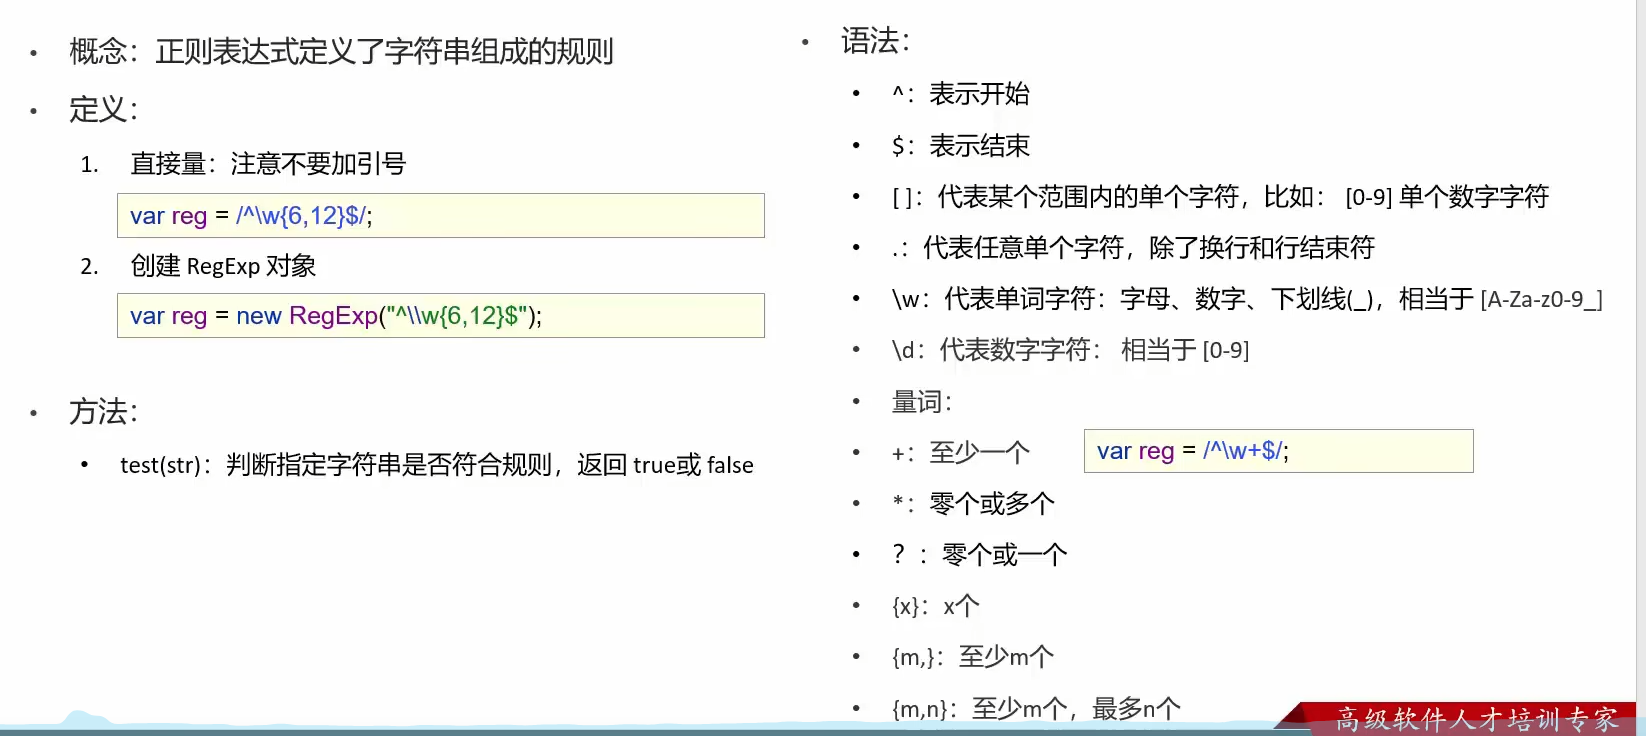 • 概念：正则表达式定义了字符串组成的规则
• 定义：
1. 直接量：注意不要加引号
var reg = /^\w{6,12}$/;
2. 创建 RegExp 对象
var reg = new RegExp("^\\w{6,12}$");
• 方法：
• test(str)：判断指定字符串是否符合规则，返回 true或 false
• 语法：
• ^：表示开始
• $：表示结束
• [ ]：代表某个范围内的单个字符，比如： [0-9] 单个数字字符
• .：代表任意单个字符，除了换行和行结束符
• \w：代表单词字符：字母、数字、下划线(_)，相当于 [A-Za-z0-9_]
• \d：代表数字字符： 相当于 [0-9]
• 量词：
• +：至少一个
var reg = /^\w+$/;
• *：零个或多个
• ？：零个或一个
• {x}：x个
• {m,}：至少m个
• {m,n}：至少m个，最多n个
高级软件人才培训专家